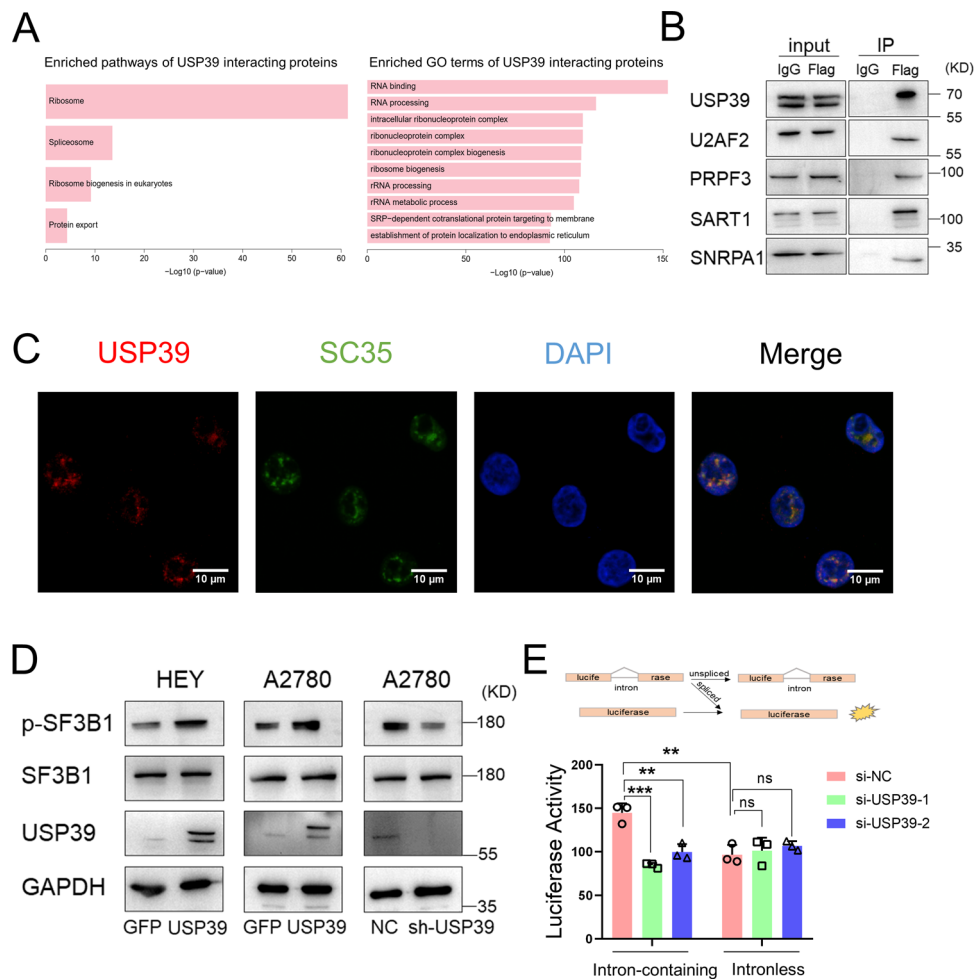 A
Enriched pathways of USP39 interacting proteins
Ribosome
Spliceosome
Ribosome biogenesis in eukaryotes
Protein export
0 10 20 30 40 50 60
−Log10 (p−value)
Enriched GO terms of USP39 interacting proteins
RNA binding
RNA processing
intracellular ribonucleoprotein complex
ribonucleoprotein complex
ribonucleoprotein complex biogenesis
ribosome biogenesis
rRNA processing
rRNA metabolic process
SRP−dependent cotranslational protein targeting to membrane
establishment of protein localization to endoplasmic reticulum
0 50 100 150
−Log10 (p−value)
B
input IP
IgG Flag IgG Flag (KD)
USP39 70
55
U2AF2
55
PRPF3 100
SART1 100
35
SNRPA1
C
USP39 SC35 DAPI Merge
10 μm 10 μm 10 μm 10 μm
D
HEY A2780 A2780 (KD)
p-SF3B1 180
SF3B1 180
USP39
55
GAPDH
35
GFP USP39 GFP USP39 NC sh-USP39
E
lucife rase unspliced lucife rase
intron spliced intron
luciferase luciferase
Luciferase Activity
200
150
100
50
0
** ** *** ns ns
si-NC
si-USP39-1
si-USP39-2
Intron-containing Intronless